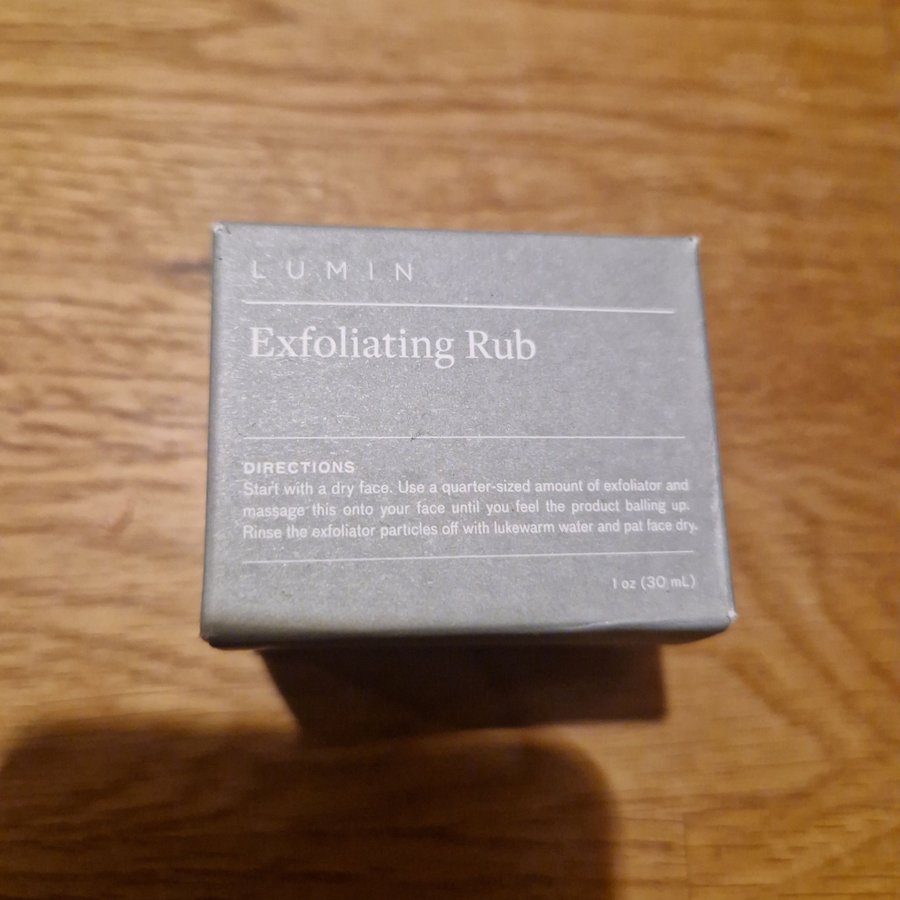 LUMIN
Exfoliating Rub
DIRECTIONS
Start with a dry face. Use a quarter-sized amount of exfoliator and
massage this onto your face until you feel the product balling up.
Rinse the exfoliator particles off with lukewarm water and pat face dry.
1 oz (30 mL)